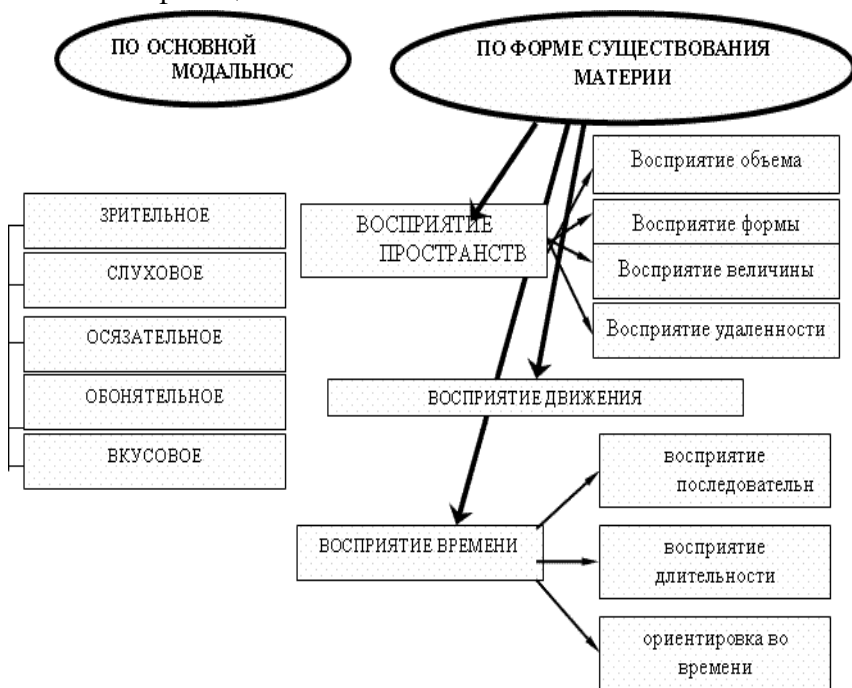 ПО ОСНОВНОЙ
МОДАЛЬНОС
ПО ФОРМЕ СУЩЕСТВОВАНИЯ
МАТЕРИИ
ЗРИТЕЛЬНОЕ
СЛУХОВОЕ
ОСЯЗАТЕЛЬНОЕ
ОБОНЯТЕЛЬНОЕ
ВКУСОВОЕ
ВОСПРИЯТИЕ
ПРОСТРАНСТВ
Восприятие объема
Восприятие формы
Восприятие величины
Восприятие удаленности
ВОСПРИЯТИЕ ДВИЖЕНИЯ
ВОСПРИЯТИЕ ВРЕМЕНИ
восприятие
последовательн
восприятие
длительности
ориентировка во
времени